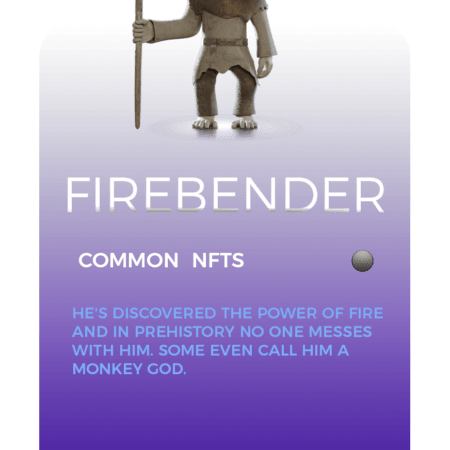 FIREBENDER
COMMON NFTS
HE'S DISCOVERED THE POWER OF FIRE
AND IN PREHISTORY NO ONE MESSES
WITH HIM. SOME EVEN CALL HIM A
MONKEY GOD.